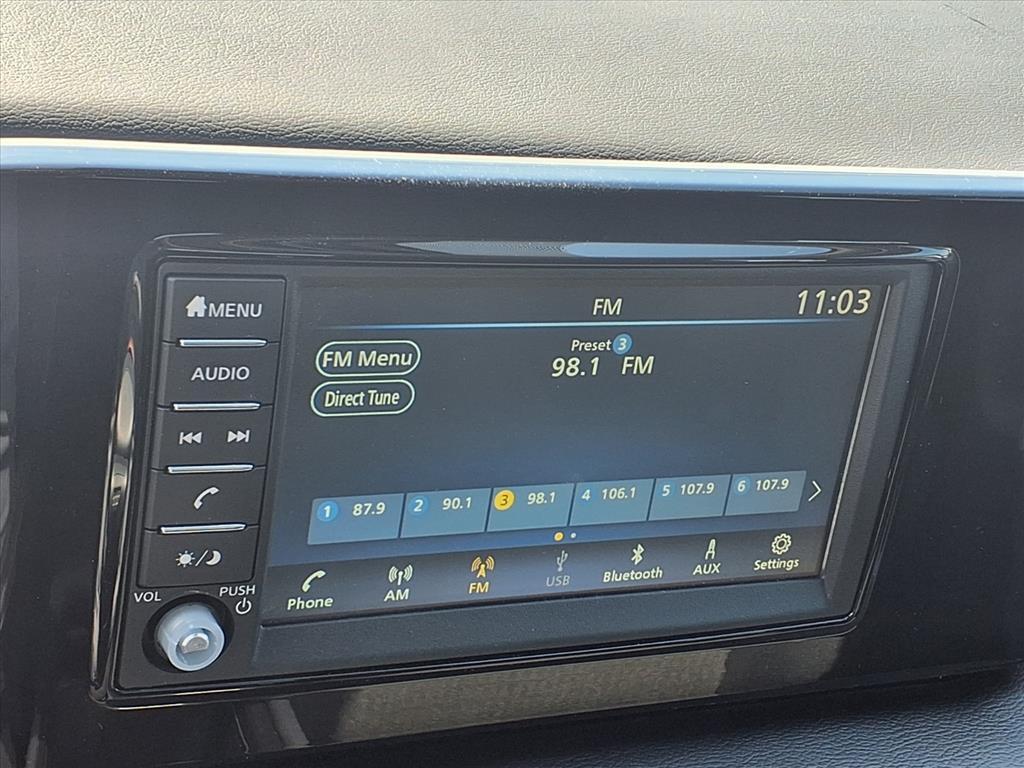 MENU
AUDIO
VOL
PUSH
FM
11:03
FM Menu
Direct Tune
Preset 3
98.1 FM
1 87.9
2 90.1
3 98.1
4 106.1
5 107.9
6 107.9
Phone
AM
FM
USB
Bluetooth
AUX
Settings